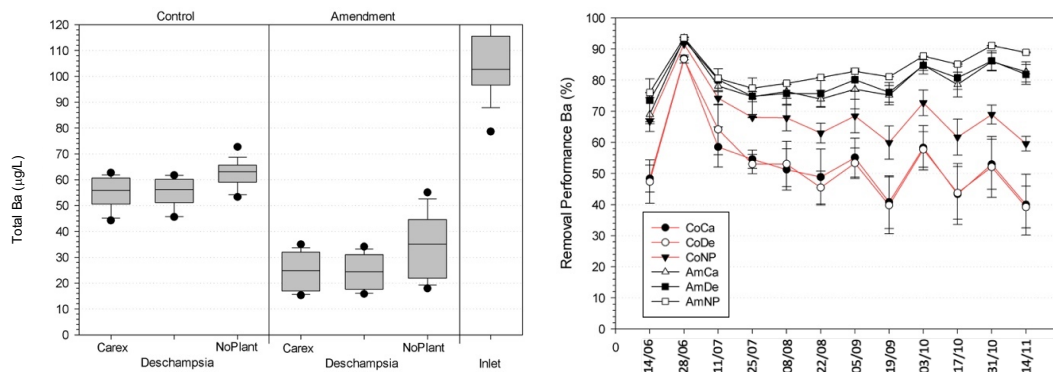 Control
Amendment
Total Ba (µg/L)
120
110
100
90
80
70
60
50
40
30
20
10
0
Carex
Deschampsia
NoPlant
Carex
Deschampsia
NoPlant
Inlet
Removal Performance Ba (%)
100
90
80
70
60
50
40
30
20
10
0
CoCa
CoDe
CoNP
AmCa
AmDe
AmNP
0
14/06
28/06
11/07
25/07
08/08
22/08
05/09
19/09
03/10
17/10
31/10
14/11